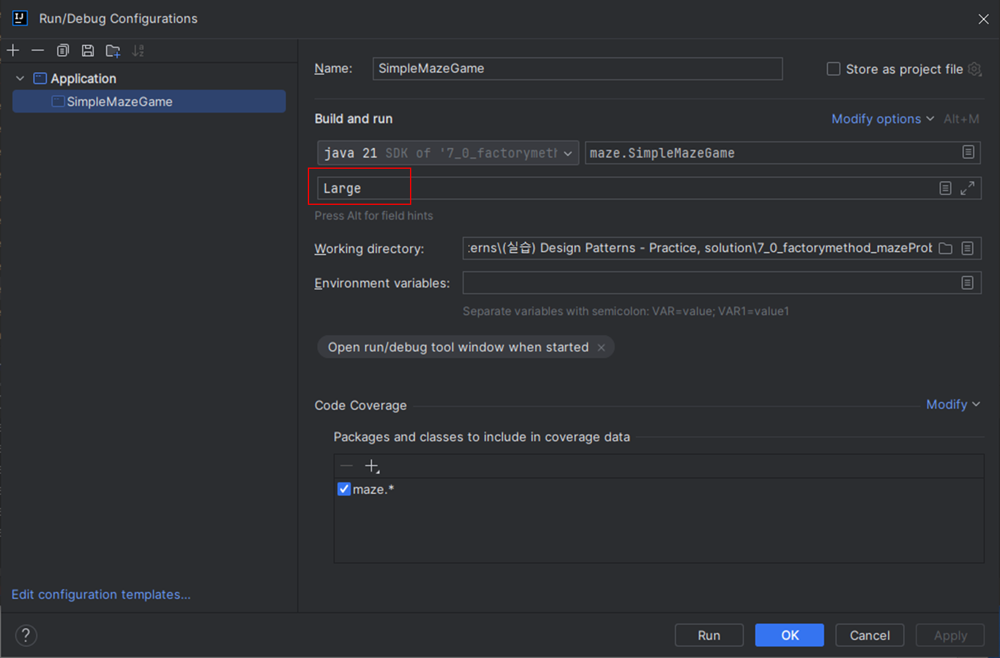 Run/Debug Configurations
Application
SimpleMazeGame
Name: SimpleMazeGame
Store as project file
Build and run
Modify options Alt+M
java 21 SDK of '7_0_factorymeth
maze.SimpleMazeGame
Large
Press Alt for field hints
Working directory: :erns\(실습) Design Patterns - Practice, solution\7_0_factorymethod_mazeProb
Environment variables:
Separate variables with semicolon: VAR=value; VAR1=value1
Open run/debug tool window when started
Code Coverage
Modify
Packages and classes to include in coverage data
maze.*
Edit configuration templates...
?
Run
OK
Cancel
Apply